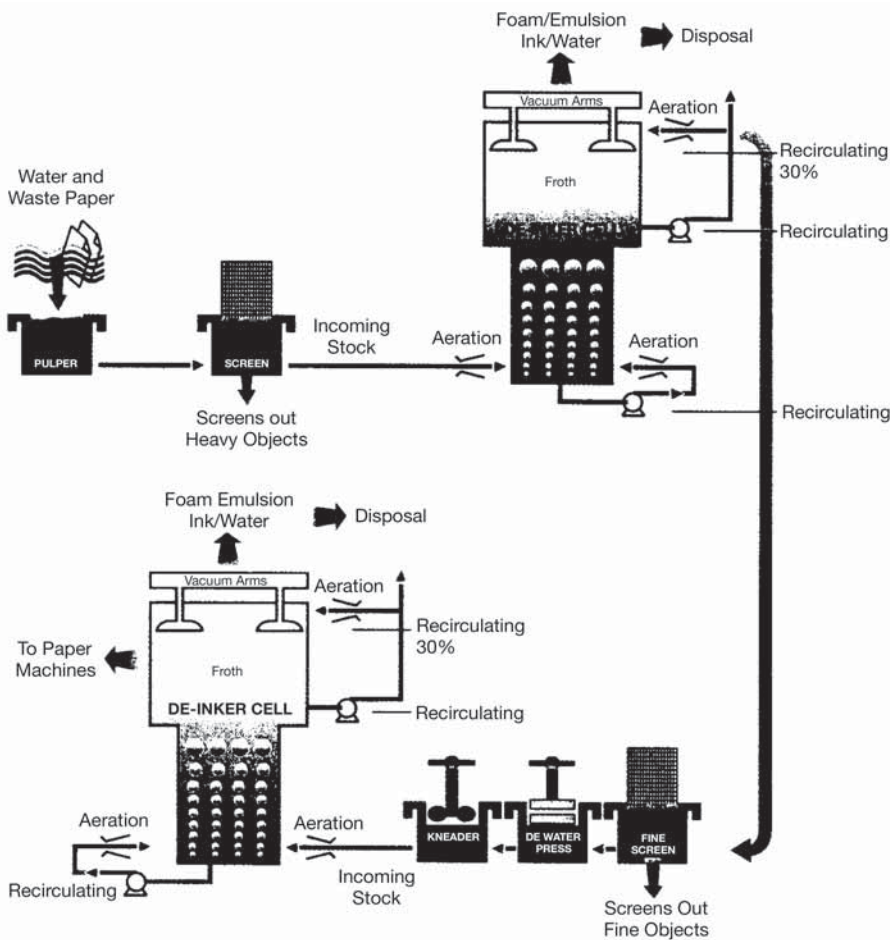 Foam/Emulsion
Ink/Water
Disposal
Vacuum Arms
Aeration
Recirculating
30%
Froth
DE-INKER CELL
Recirculating
Water and
Waste Paper
PULPER
SCREEN
Incoming
Stock
Aeration
Aeration
Recirculating
Screens out
Heavy Objects
Foam Emulsion
Ink/Water
Disposal
Vacuum Arms
Aeration
Recirculating
30%
To Paper
Machines
Froth
DE-INKER CELL
Recirculating
Aeration
Recirculating
Aeration
Incoming
Stock
KNEADER
DE WATER
PRESS
FINE
SCREEN
Screens Out
Fine Objects